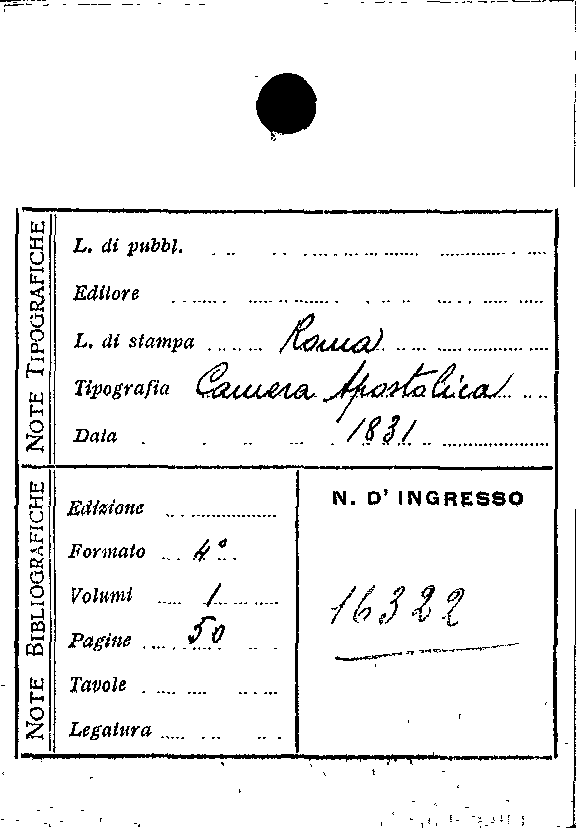 NOTE TIPOGRAFICHE
L. di pubbl.
Editore
L. di stampa Roma
Tipografia Camera Apostolica
Data 1831
NOTE BIBLIOGRAFICHE
Edizione
Formato 4°
Volumi 1
Pagine 50
Tavole
Legatura
N. D' INGRESSO
16322